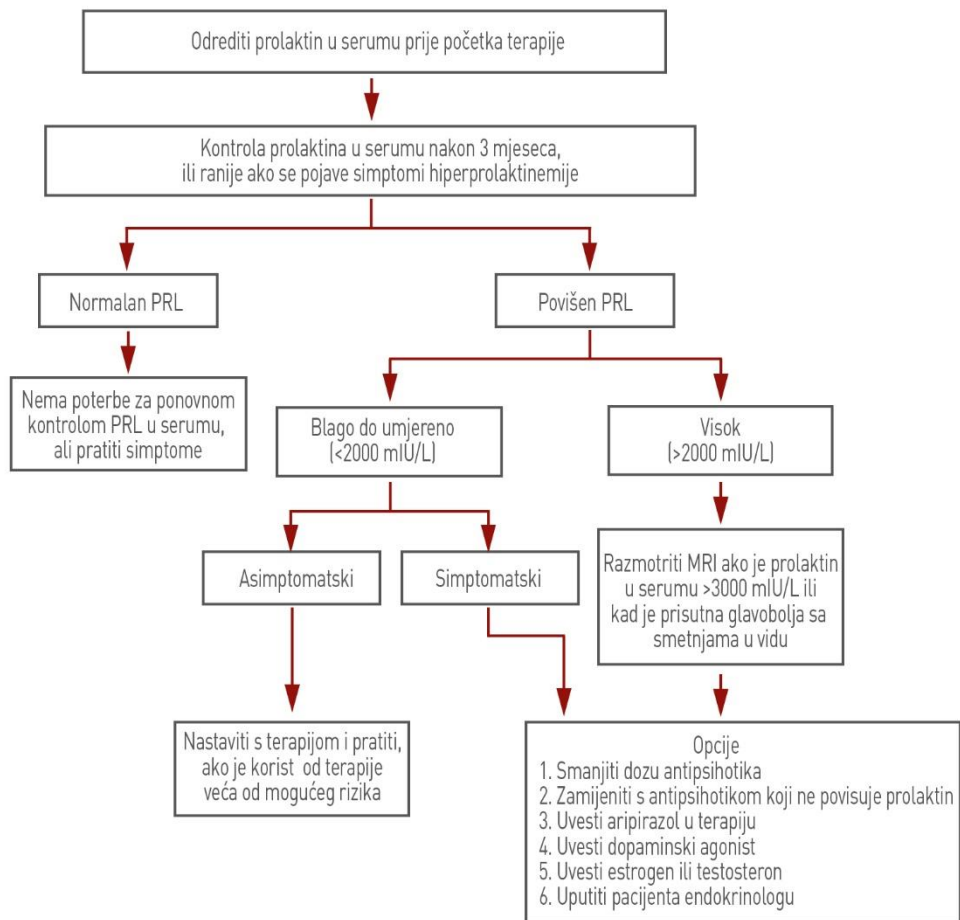 Odrediti prolaktin u serumu prije početka terapije
Kontrola prolaktina u serumu nakon 3 mjeseca,
ili ranije ako se pojave simptomi hiperprolaktinemije
Normalan PRL
Povišen PRL
Nema poterbe za ponovnom
kontrolom PRL u serumu,
ali pratiti simptome
Blago do umjereno
(<2000 mIU/L)
Visok
(>2000 mIU/L)
Asimptomatski
Simptomatski
Razmotriti MRI ako je prolaktin
u serumu >3000 mIU/L ili
kad je prisutna glavobolja sa
smetnjama u vidu
Nastaviti s terapijom i pratiti,
ako je korist od terapije
veća od mogućeg rizika
Opcije
1. Smanjiti dozu antipsihotika
2. Zamijeniti s antipsihotikom koji ne povisuje prolaktin
3. Uvesti aripirazol u terapiju
4. Uvesti dopaminski agonist
5. Uvesti estrogen ili testosteron
6. Uputiti pacijenta endokrinologu